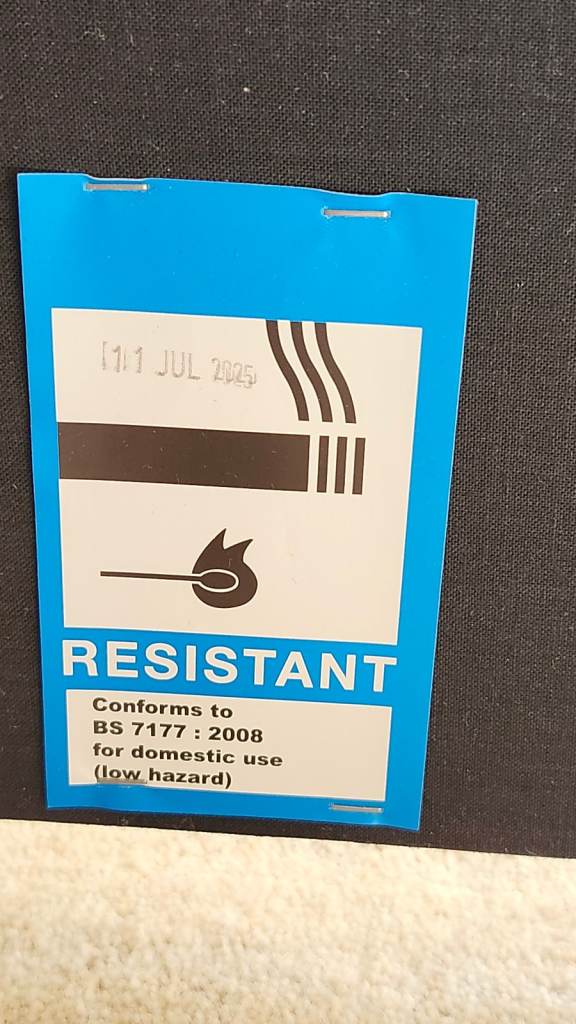 11 JUL 2025
RESISTANT
Conforms to
BS 7177 : 2008
for domestic use
(low hazard)